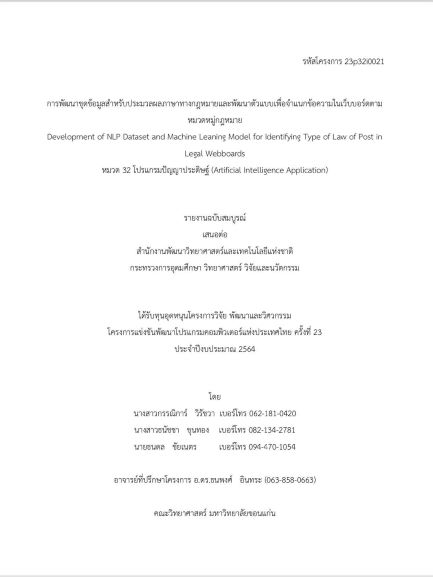 รหัสโครงการ 23p32i0021
การพัฒนาชุดข้อมูลสำหรับประมวลผลภาษาทางกฎหมายและพัฒนาตัวแบบเพื่อจำแนกข้อความในเว็บบอร์ดตาม
หมวดหมู่กฎหมาย
Development of NLP Dataset and Machine Leaning Model for Identifying Type of Law of Post in
Legal Webboards
หมวด 32 โปรแกรมปัญญาประดิษฐ์ (Artificial Intelligence Application)
รายงานฉบับสมบูรณ์
เสนอต่อ
สำนักงานพัฒนาวิทยาศาสตร์และเทคโนโลยีแห่งชาติ
กระทรวงการอุดมศึกษา วิทยาศาสตร์ วิจัยและนวัตกรรม
ได้รับทุนอุดหนุนโครงการวิจัย พัฒนาและวิศวกรรม
โครงการแข่งขันพัฒนาโปรแกรมคอมพิวเตอร์แห่งประเทศไทย ครั้งที่ 23
ประจำปีงบประมาณ 2564
โดย
นางสาวกรรณิการ์ วิรัชวา เบอร์โทร 062-181-0420
นางสาวธนัชชา ขุนทอง เบอร์โทร 082-134-2781
นายธนดล ชัยเนตร เบอร์โทร 094-470-1054
อาจารย์ที่ปรึกษาโครงการ อ.ดร.ธนพงศ์ อินทระ (063-858-0663)
คณะวิทยาศาสตร์ มหาวิทยาลัยขอนแก่น